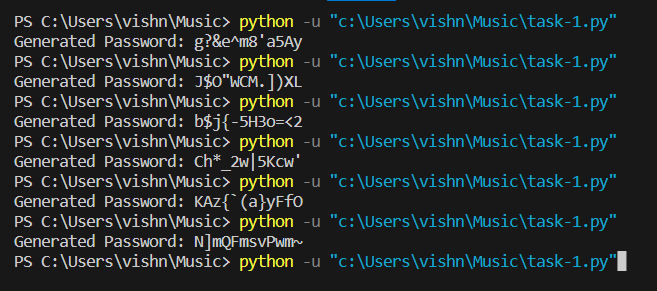 PS C:\Users\vishn\Music> python -u "c:\Users\vishn\Music\task-1.py"
Generated Password: g?&e^m8'a5Ay
PS C:\Users\vishn\Music> python -u "c:\Users\vishn\Music\task-1.py"
Generated Password: J$O"WCM.])XL
PS C:\Users\vishn\Music> python -u "c:\Users\vishn\Music\task-1.py"
Generated Password: b$j{-5H3o=<2
PS C:\Users\vishn\Music> python -u "c:\Users\vishn\Music\task-1.py"
Generated Password: Ch*_2w|5Kcw'
PS C:\Users\vishn\Music> python -u "c:\Users\vishn\Music\task-1.py"
Generated Password: KAz{`(a}yFfO
PS C:\Users\vishn\Music> python -u "c:\Users\vishn\Music\task-1.py"
Generated Password: N]mQFmsvPwm~
PS C:\Users\vishn\Music> python -u "c:\Users\vishn\Music\task-1.py"